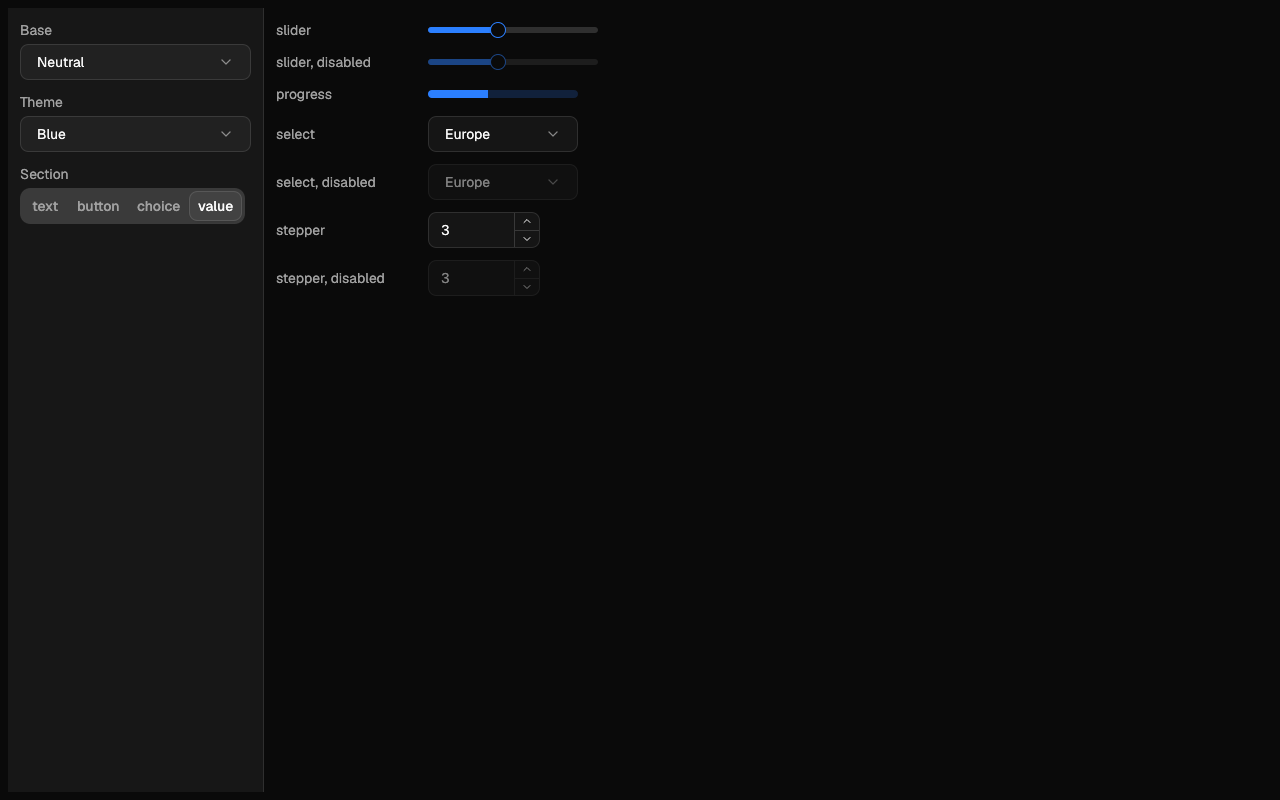 Base
Neutral
Theme
Blue
Section
text button choice value
slider
slider, disabled
progress
select Europe
select, disabled Europe
stepper 3
stepper, disabled 3